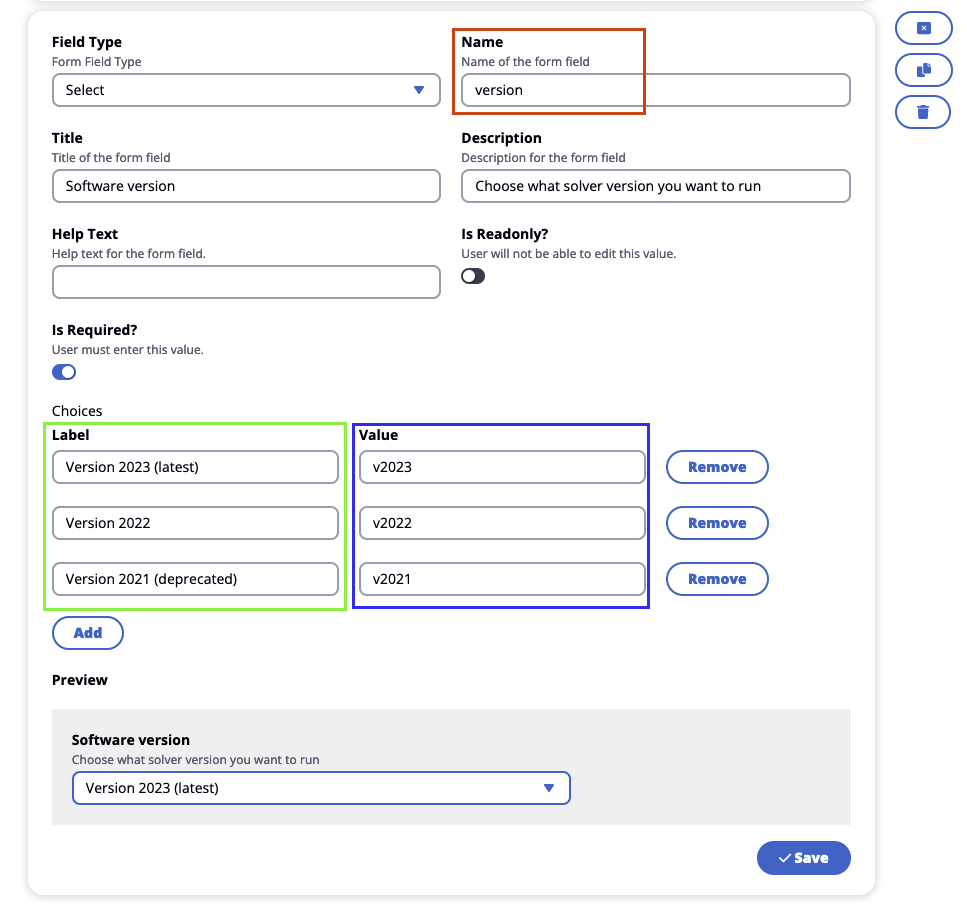 Field Type
Form Field Type
Select
Name
Name of the form field
version
Title
Title of the form field
Software version
Description
Description for the form field
Choose what solver version you want to run
Help Text
Help text for the form field.
Is Readonly?
User will not be able to edit this value.
Is Required?
User must enter this value.
Choices
Label
Value
Version 2023 (latest)
v2023
Remove
Version 2022
v2022
Remove
Version 2021 (deprecated)
v2021
Remove
Add
Preview
Software version
Choose what solver version you want to run
Version 2023 (latest)
Save